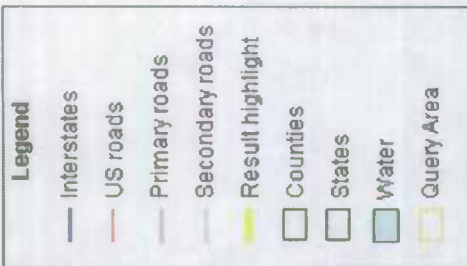 Legend
Interstates
US roads
Primary roads
Secondary roads
Result highlight
Counties
States
Water
Query Area